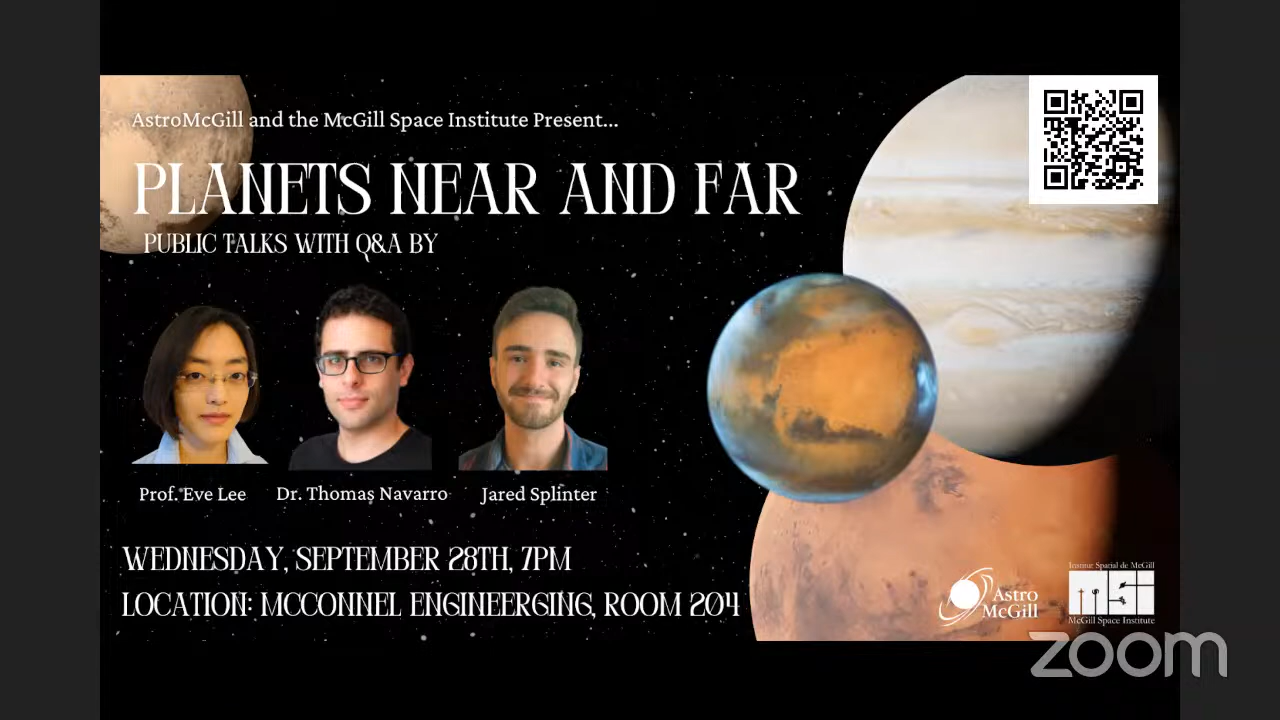 AstroMcGill and the McGill Space Institute Present...
PLANETS NEAR AND FAR
PUBLIC TALKS WITH Q&A BY
Prof. Eve Lee
Dr. Thomas Navarro
Jared Splinter
WEDNESDAY, SEPTEMBER 28TH, 7PM
LOCATION: MCCONNEL ENGINEERGING, ROOM 204
Astro
McGill
Institut Spatial de McGill
msi
McGill Space Institute
zoom